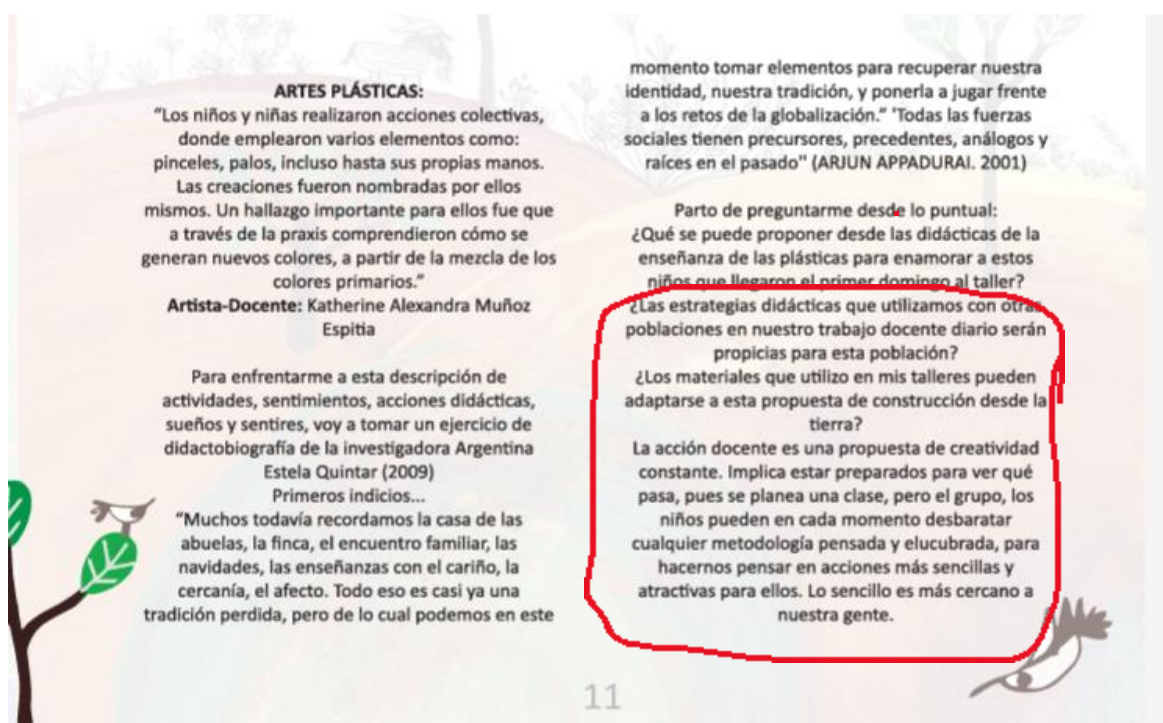 ARTES PLÁSTICAS:
“Los niños y niñas realizaron acciones colectivas,
donde emplearon varios elementos como:
pinceles, palos, incluso hasta sus propias manos.
Las creaciones fueron nombradas por ellos
mismos. Un hallazgo importante para ellos fue que
a través de la praxis comprendieron cómo se
generan nuevos colores, a partir de la mezcla de los
colores primarios.”
Artista-Docente: Katherine Alexandra Muñoz
Espitia
Para enfrentarme a esta descripción de
actividades, sentimientos, acciones didácticas,
sueños y sentires, voy a tomar un ejercicio de
didactobiografía de la investigadora Argentina
Estela Quintar (2009)
Primeros indicios...
“Muchos todavía recordamos la casa de las
abuelas, la finca, el encuentro familiar, las
navidades, las enseñanzas con el cariño, la
cercanía, el afecto. Todo eso es casi ya una
tradición perdida, pero de lo cual podemos en este
momento tomar elementos para recuperar nuestra
identidad, nuestra tradición, y ponerla a jugar frente
a los retos de la globalización.” 'Todas las fuerzas
sociales tienen precursores, precedentes, análogos y
raíces en el pasado" (ARJUN APPADURAI. 2001)
Parto de preguntarme desde lo puntual:
¿Qué se puede proponer desde las didácticas de la
enseñanza de las plásticas para enamorar a estos
niños que llegaron el primer domingo al taller?
¿Las estrategias didácticas que utilizamos con otras
poblaciones en nuestro trabajo docente diario serán
propicias para esta población?
¿Los materiales que utilizo en mis talleres pueden
adaptarse a esta propuesta de construcción desde la
tierra?
La acción docente es una propuesta de creatividad
constante. Implica estar preparados para ver qué
pasa, pues se planea una clase, pero el grupo, los
niños pueden en cada momento desbaratar
cualquier metodología pensada y elucubrada, para
hacernos pensar en acciones más sencillas y
atractivas para ellos. Lo sencillo es más cercano a
nuestra gente.
11